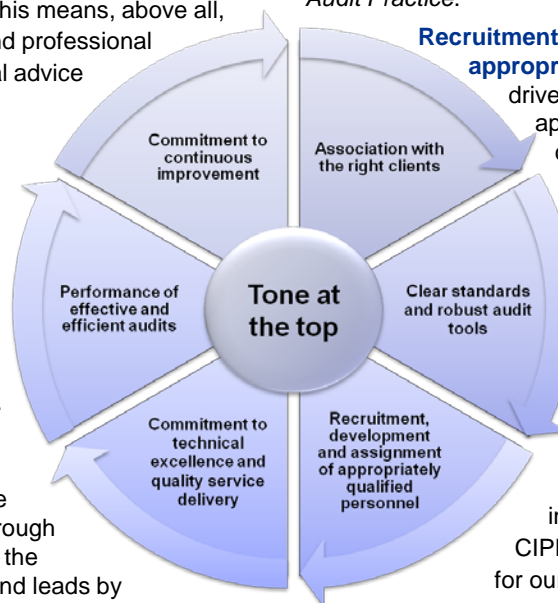 his means, above all,
nd professional
al advice
Audit Practice.
Recruitment
approp
drive
ap
Commitment to
continuous
improvement
Association with
the right clients
Performance of
effective and
efficient audits
Tone at
the top
Clear standards
and robust audit
tools
Commitment to
technical
excellence and
quality service
delivery
Recruitment,
development
and assignment
of appropriately
qualified
personnel
e
rough
the
nd leads by
in
CIP
for ou